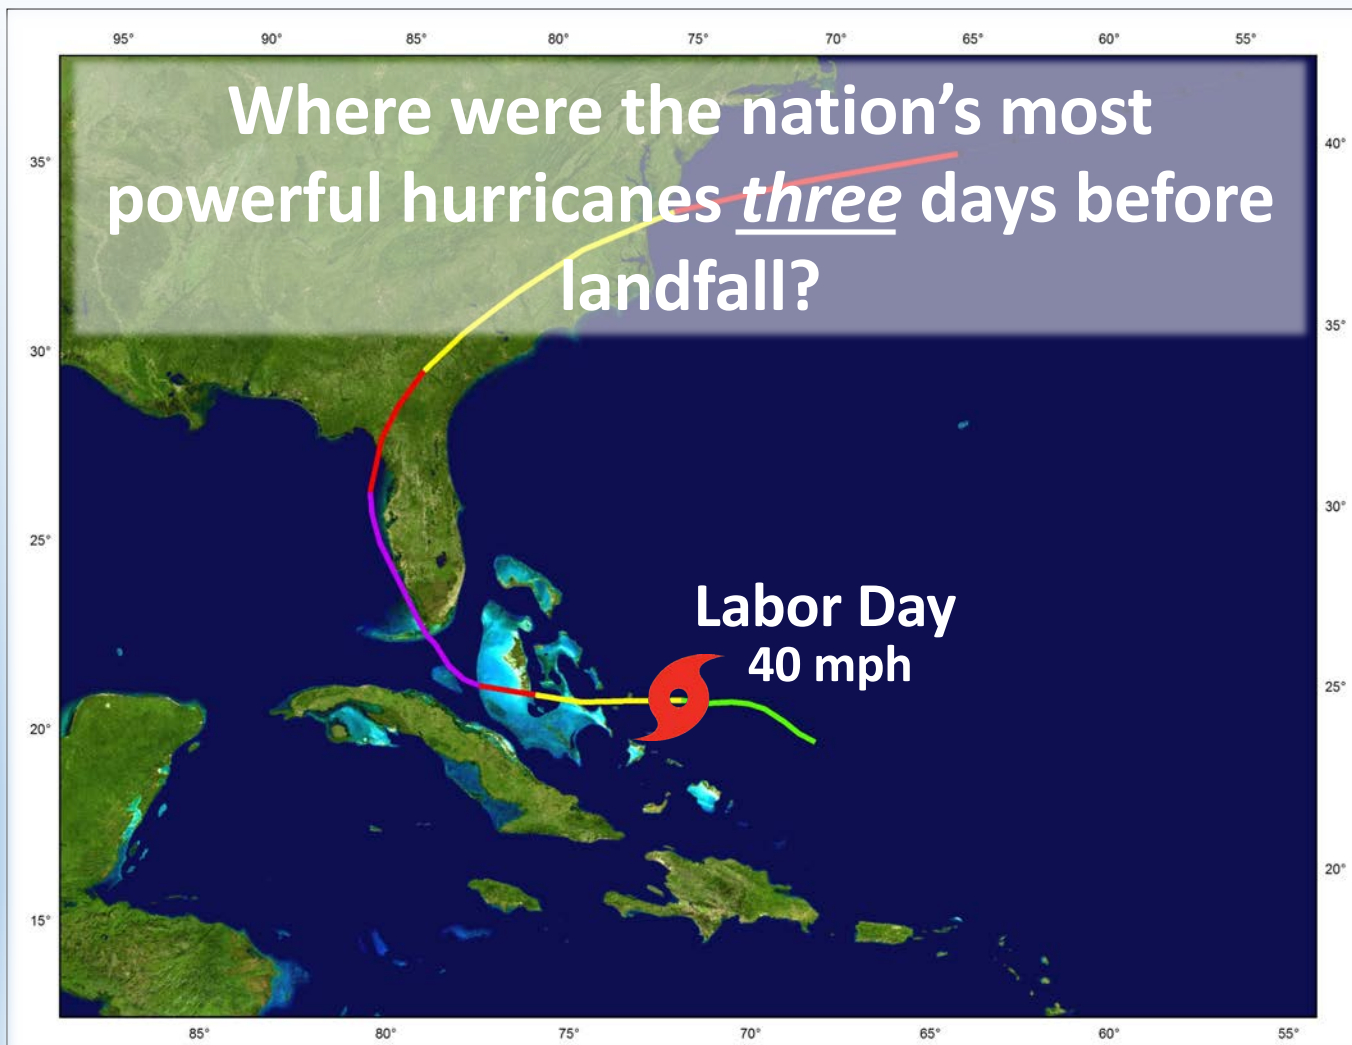 95° 90° 85° 80° 75° 70° 65° 60° 55°
Where were the nation’s most
powerful hurricanes three days before
landfall?
40°
35°
35°
30°
30°
25°
Labor Day
40 mph
25°
20°
20°
15°
85° 80° 75° 70° 65° 60° 55°